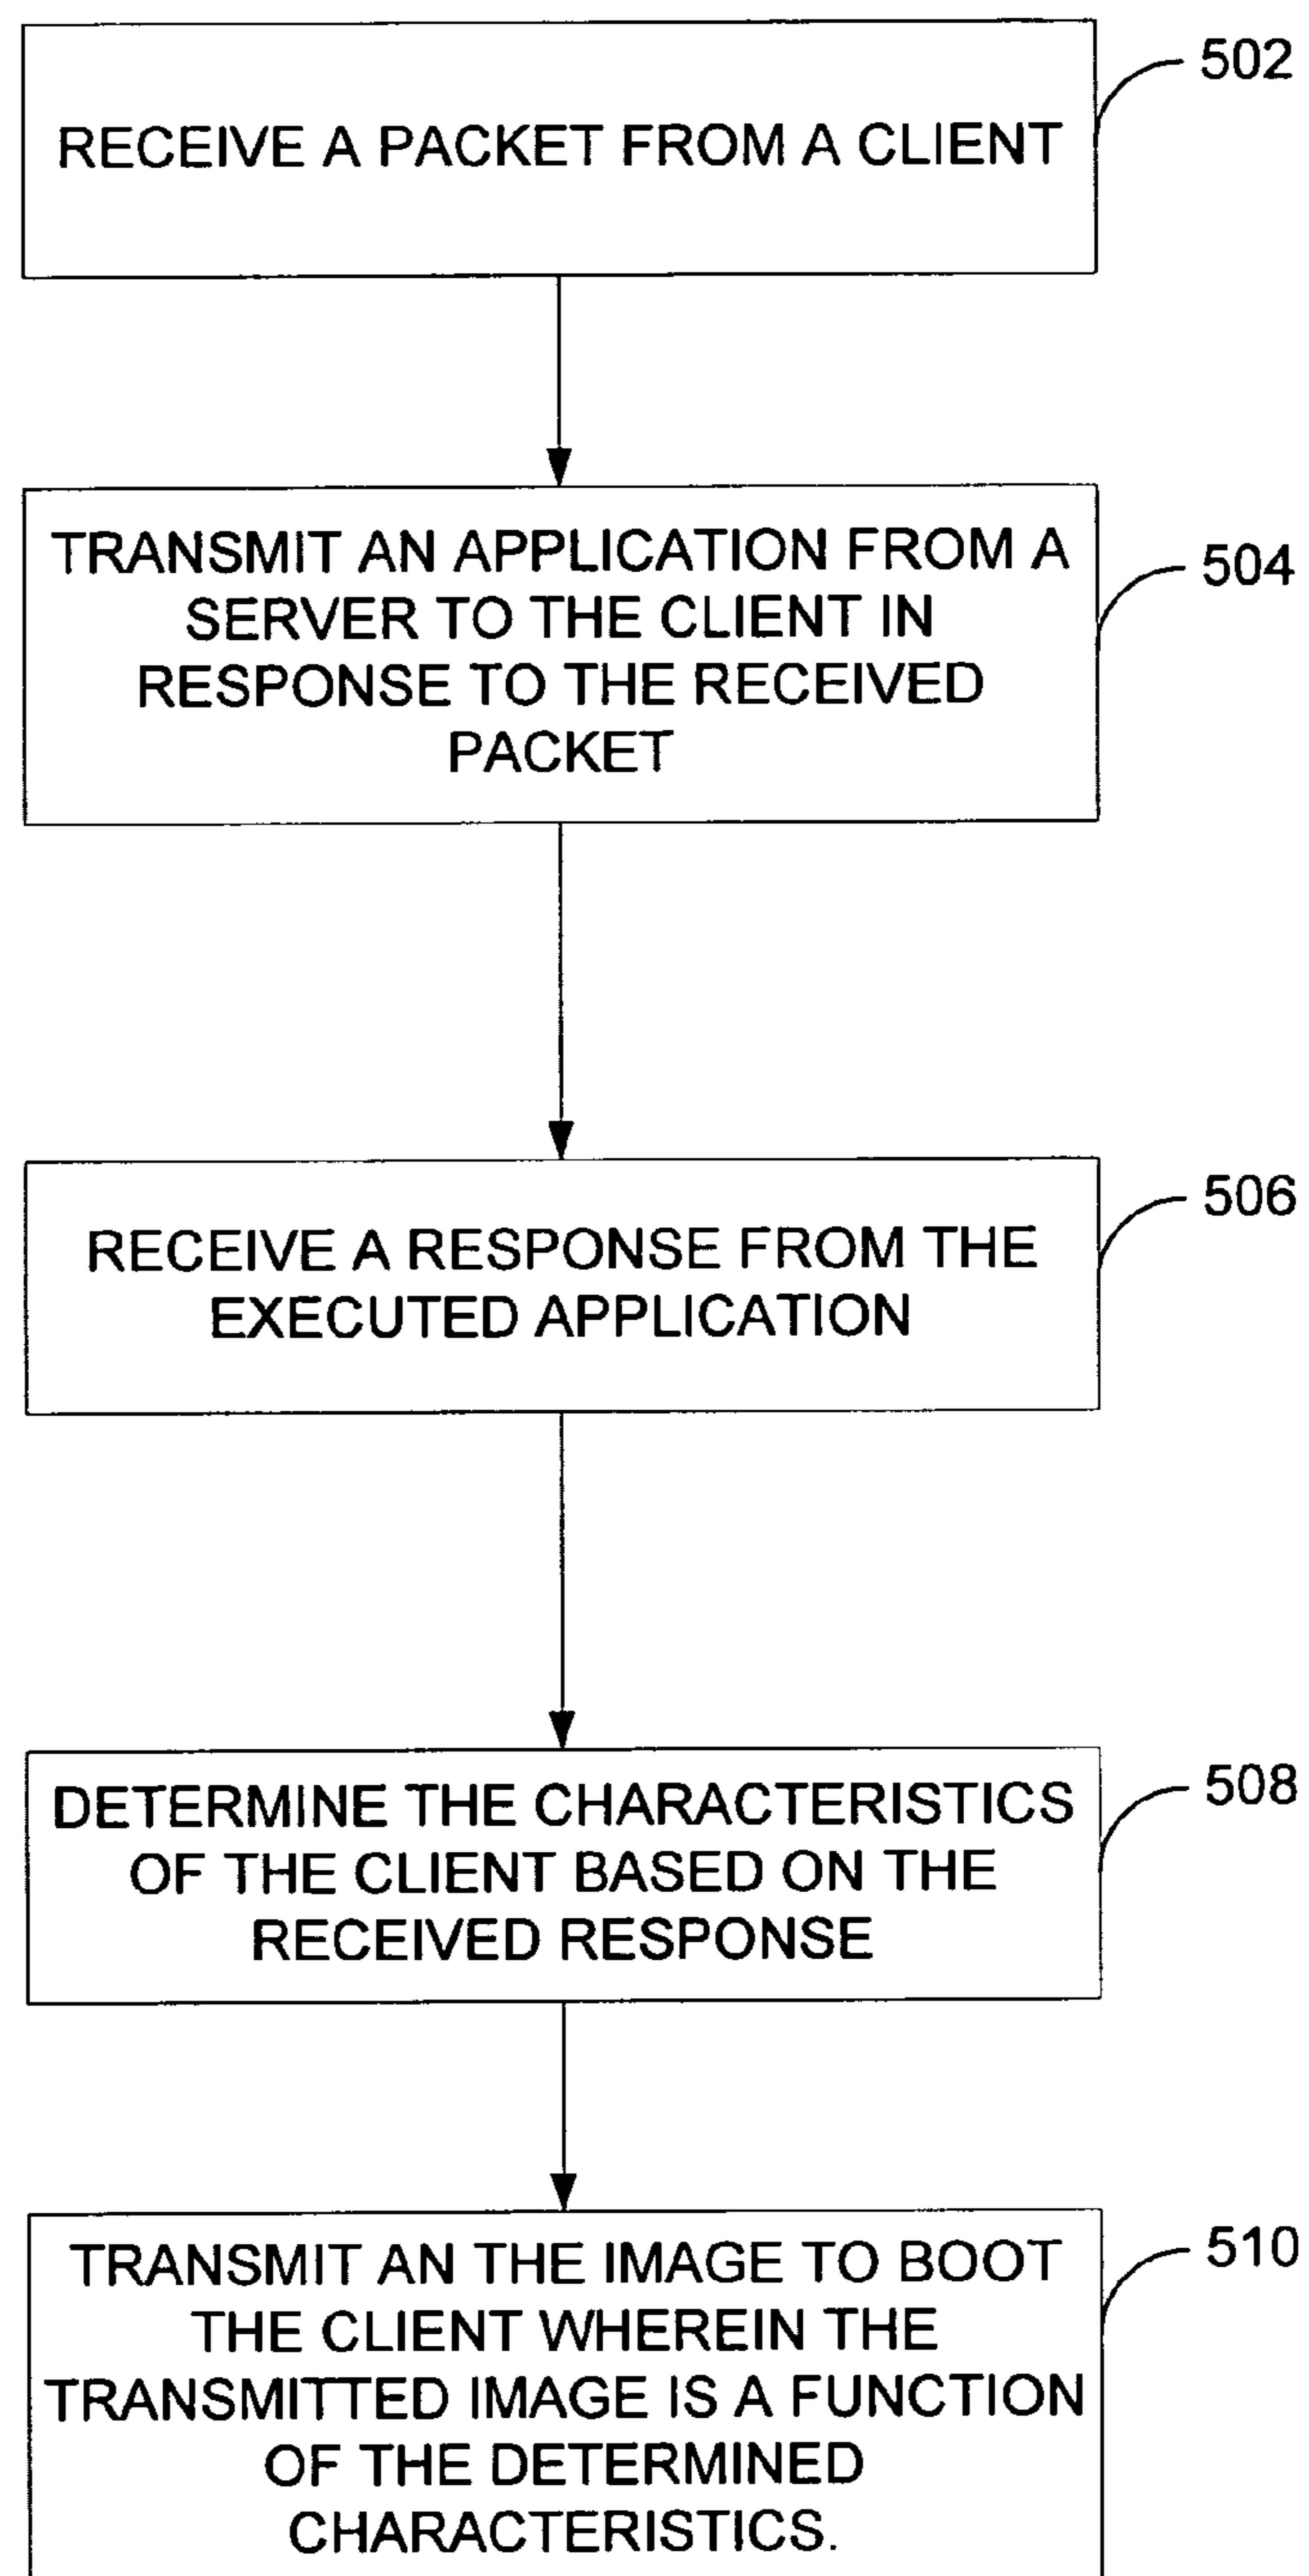 RECEIVE A PACKET FROM A CLIENT
502
TRANSMIT AN APPLICATION FROM A
SERVER TO THE CLIENT IN
RESPONSE TO THE RECEIVED
PACKET
504
RECEIVE A RESPONSE FROM THE
EXECUTED APPLICATION
506
DETERMINE THE CHARACTERISTICS
OF THE CLIENT BASED ON THE
RECEIVED RESPONSE
508
TRANSMIT AN THE IMAGE TO BOOT
THE CLIENT WHEREIN THE
TRANSMITTED IMAGE IS A FUNCTION
OF THE DETERMINED
CHARACTERISTICS.
510